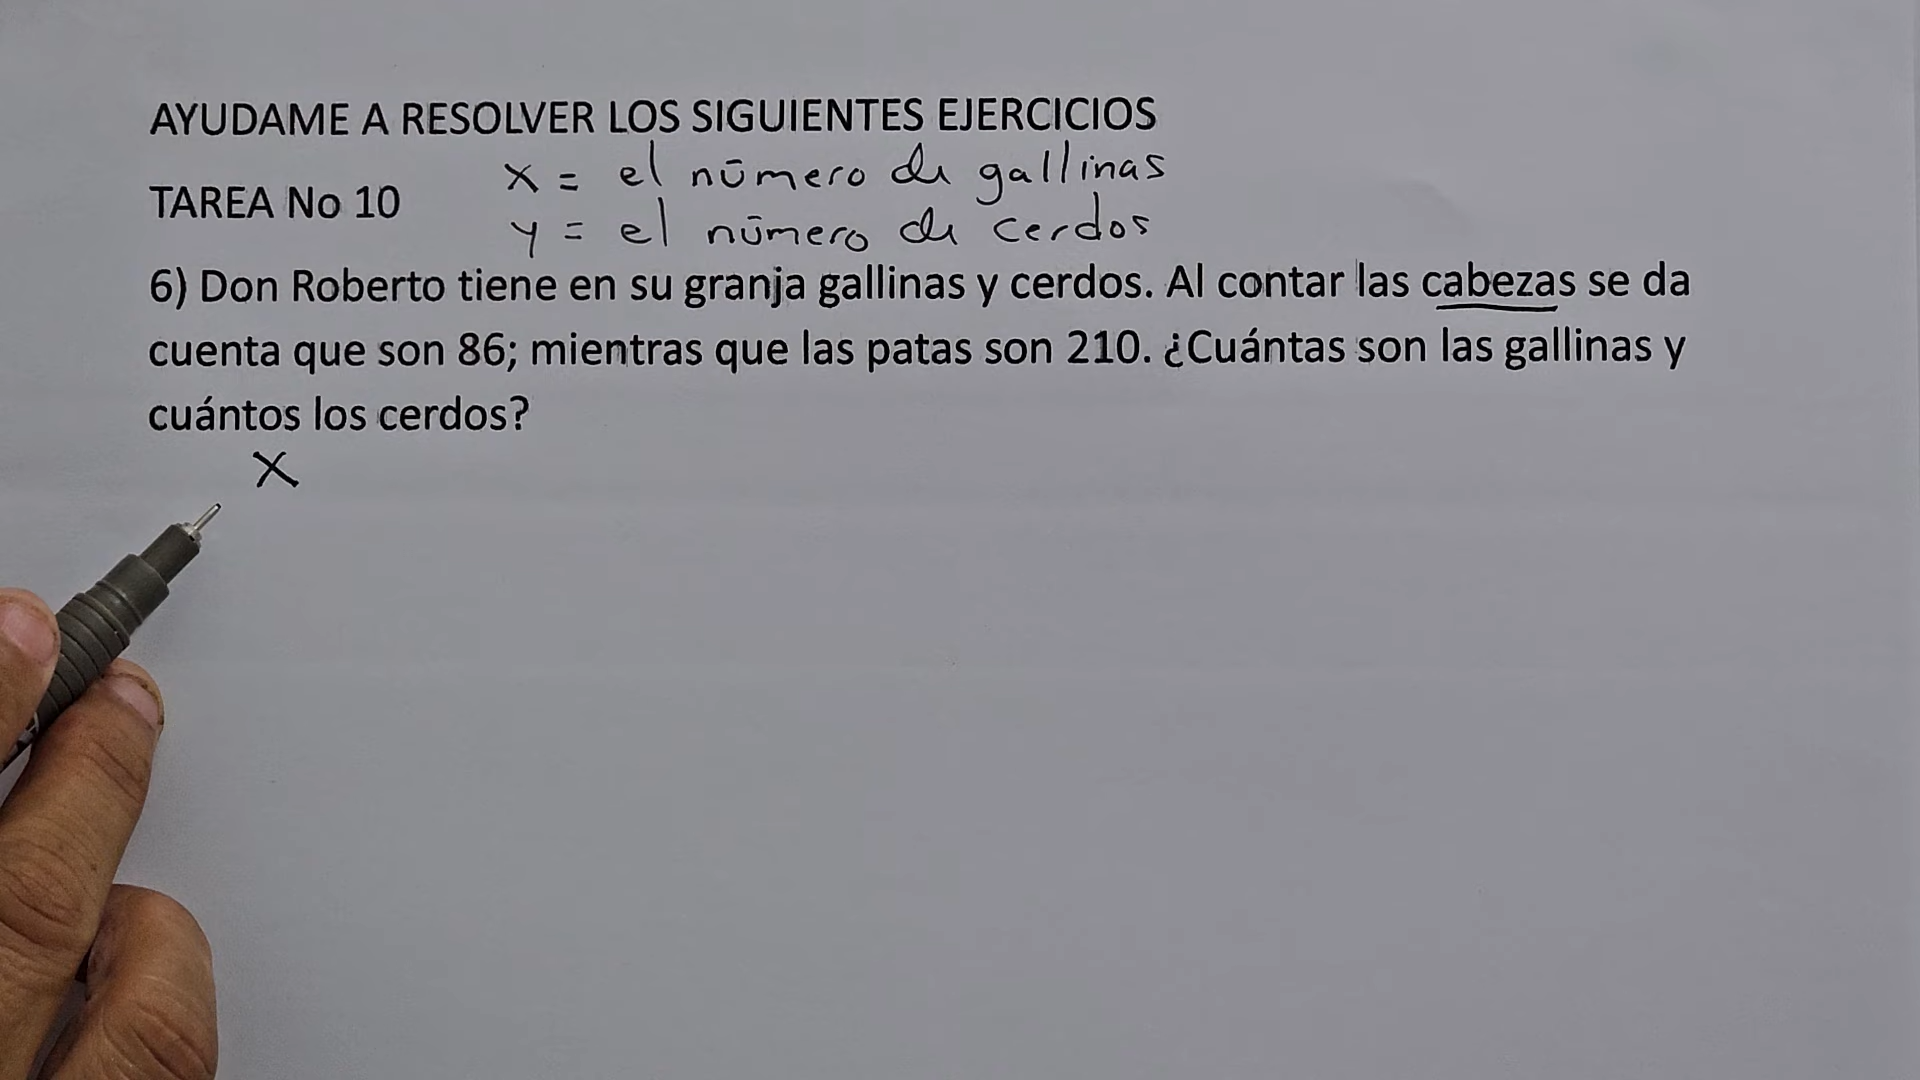 AYUDAME A RESOLVER LOS SIGUIENTES EJERCICIOS
x = el número de gallinas
TAREA No 10
y = el número de cerdos
6) Don Roberto tiene en su granja gallinas y cerdos. Al contar las cabezas se da
cuenta que son 86; mientras que las patas son 210. ¿Cuántas son las gallinas y
cuántos los cerdos?
x